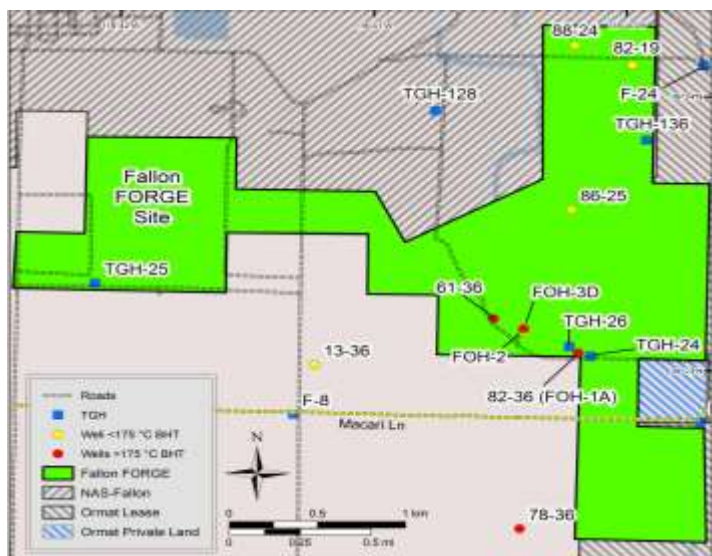 88-24
82-19
TGH-128
F-24
TGH-136
Fallon
FORGE
Site
86-25
TGH-25
61-36
FOH-3D
TGH-26
TGH-24
FOH-2
13-36
82-36 (FOH-1A)
F-8
Macari Ln
78-36
Roads
TGH
Well <175 °C BHT
Wells >175 °C BHT
Fallon FORGE
NAS-Fallon
Ormat Lease
Ormat Private Land
N
0 0.5 1 km
0 0.25 0.5 mi